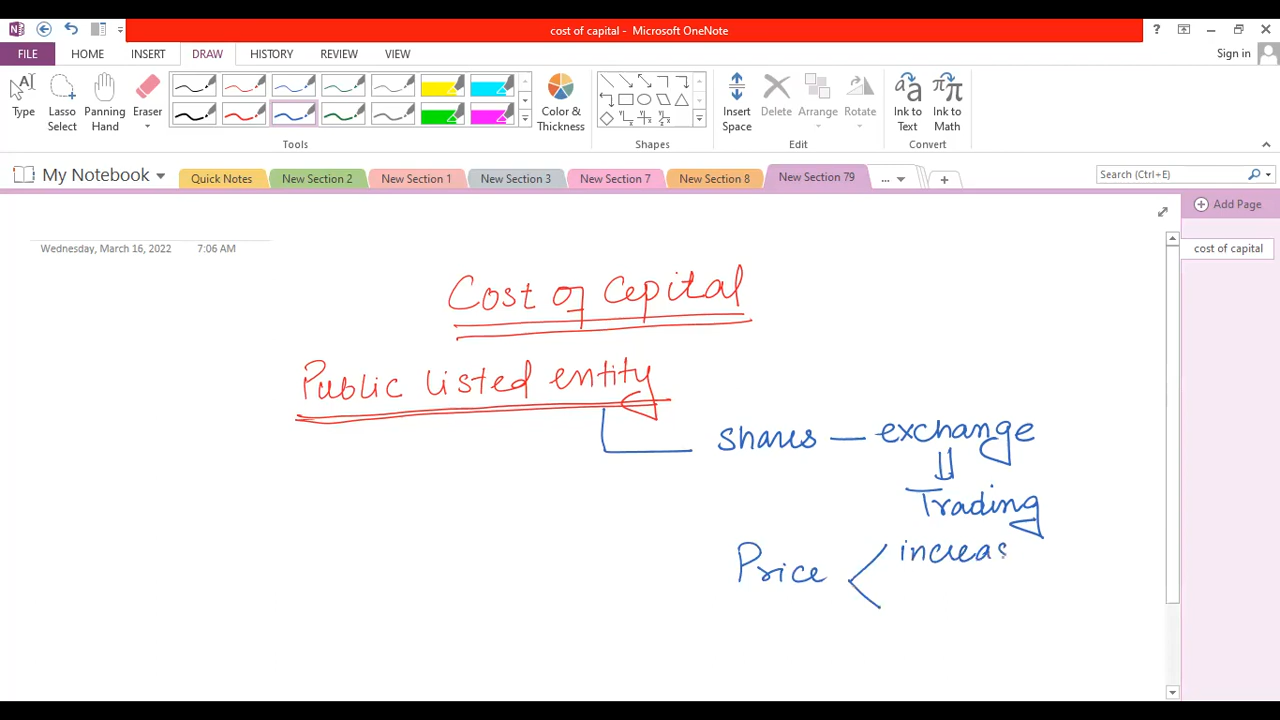 cost of capital - Microsoft OneNote
?
Sign in
FILE HOME INSERT DRAW HISTORY REVIEW VIEW
Type
Lasso Select
Panning Hand
Eraser
Color & Thickness
Insert Space
Delete
Arrange
Rotate
Ink to Text
Ink to Math
Tools
Shapes
Edit
Convert
My Notebook
Quick Notes New Section 2 New Section 1 New Section 3 New Section 7 New Section 8 New Section 79 ...
Search (Ctrl+E)
Add Page
cost of capital
Wednesday, March 16, 2022 7:06 AM
Cost of Cepital
Public listed entity
shares — exchange
Trading
Price
increas